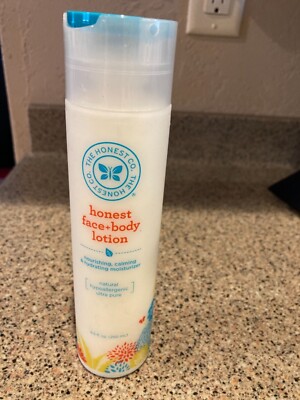 THE HONEST CO. THE HONEST CO.
honest
face+body
lotion
nourishing, calming
& hydrating moisturizer
natural
hypoallergenic
ultra pure